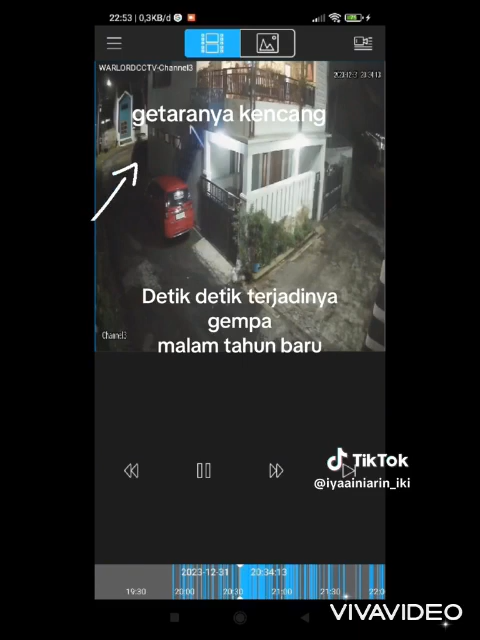 22:53 | 0,3KB/d
WARLORDCCTV-Channel3
getaranya kencang
Detik detik terjadinya
gempa
malam tahun baru
Channel3
TikTok
@iyaainiarin_iki
2023-12-31 20:34:13
19:30 20:00 20:30 21:00 21:30 22:0
VIVAVIDEO